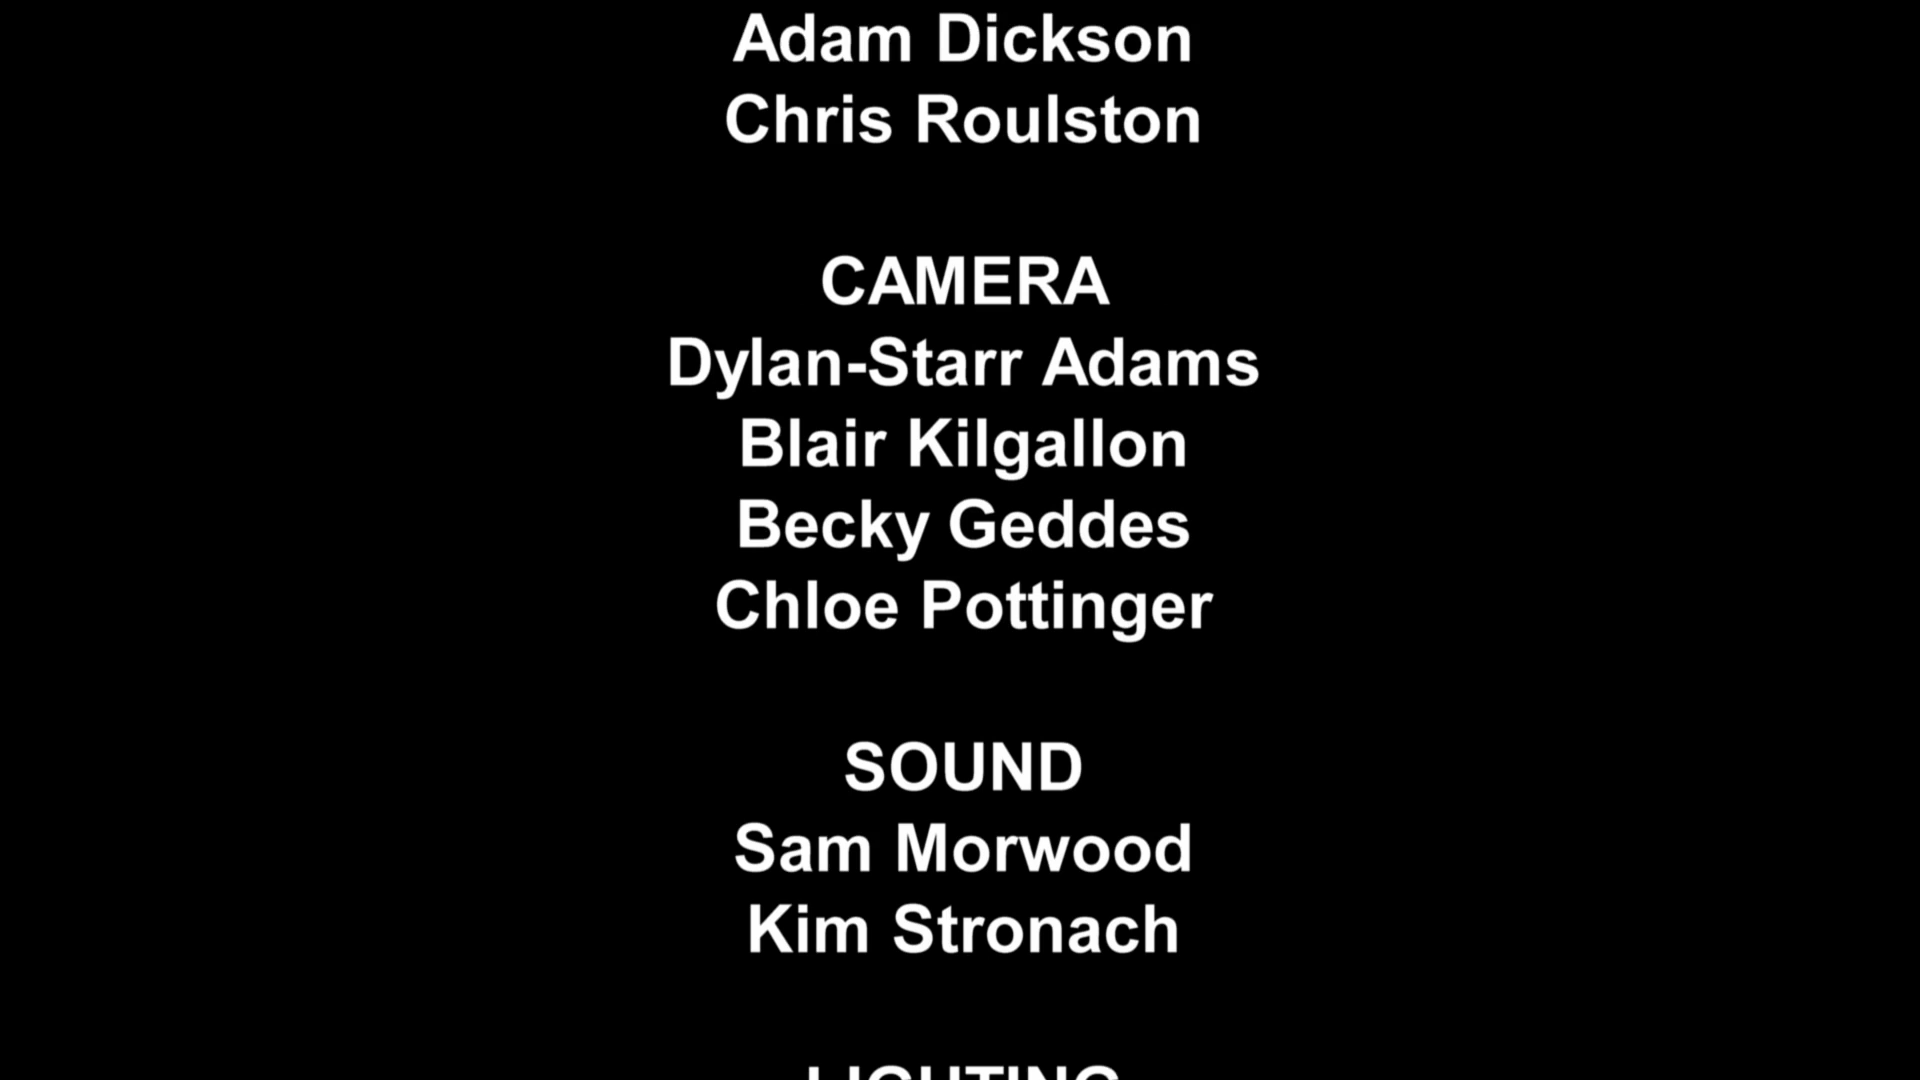 Adam Dickson
Chris Roulston
CAMERA
Dylan-Starr Adams
Blair Kilgallon
Becky Geddes
Chloe Pottinger
SOUND
Sam Morwood
Kim Stronach
LIGHTING